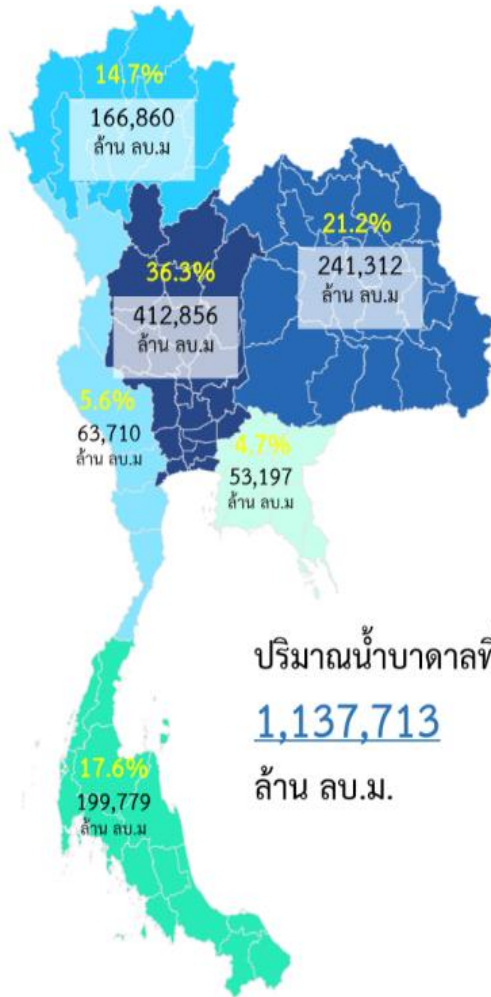 14.7%
166,860
ล้าน ลบ.ม
21.2%
241,312
ล้าน ลบ.ม
36.3%
412,856
ล้าน ลบ.ม
5.6%
63,710
ล้าน ลบ.ม
4.7%
53,197
ล้าน ลบ.ม
ปริมาณน้ำบาดาลที่
1,137,713
ล้าน ลบ.ม.
17.6%
199,779
ล้าน ลบ.ม